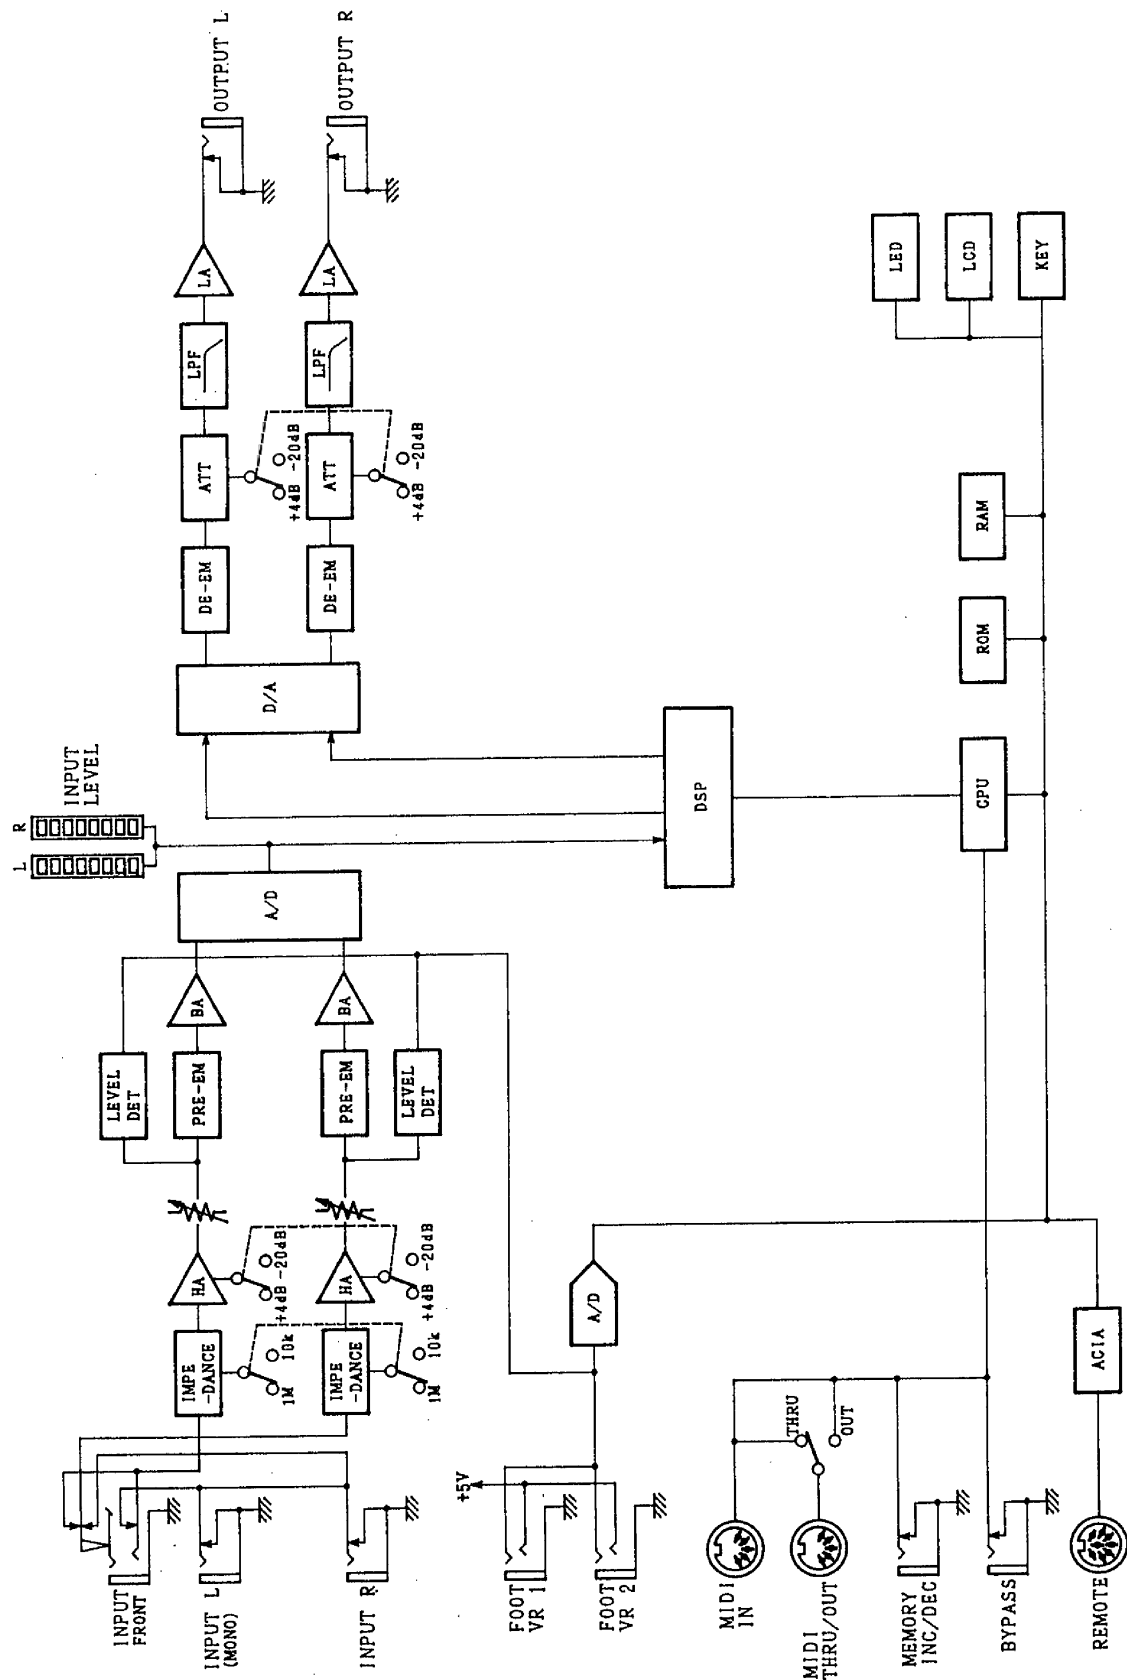 INPUT
FRONT
INPUT L
(MONO)
INPUT R
IMPE
-DANCE
1M
10k
HA
+4dB
-20dB
LEVEL
DET
PRE-EM
BA
IMPE
-DANCE
1M
10k
HA
+4dB
-20dB
PRE-EM
LEVEL
DET
BA
A/D
L
R
INPUT
LEVEL
D/A
DE-EM
ATT
+4dB
-20dB
LPF
LA
OUTPUT L
DE-EM
ATT
+4dB
-20dB
LPF
LA
OUTPUT R
FOOT
VR 1
+5V
FOOT
VR 2
A/D
DSP
MIDI
IN
MIDI
THRU/OUT
THRU
OUT
MEMORY
INC/DEC
BYPASS
REMOTE
ACIA
CPU
ROM
RAM
LED
LCD
KEY